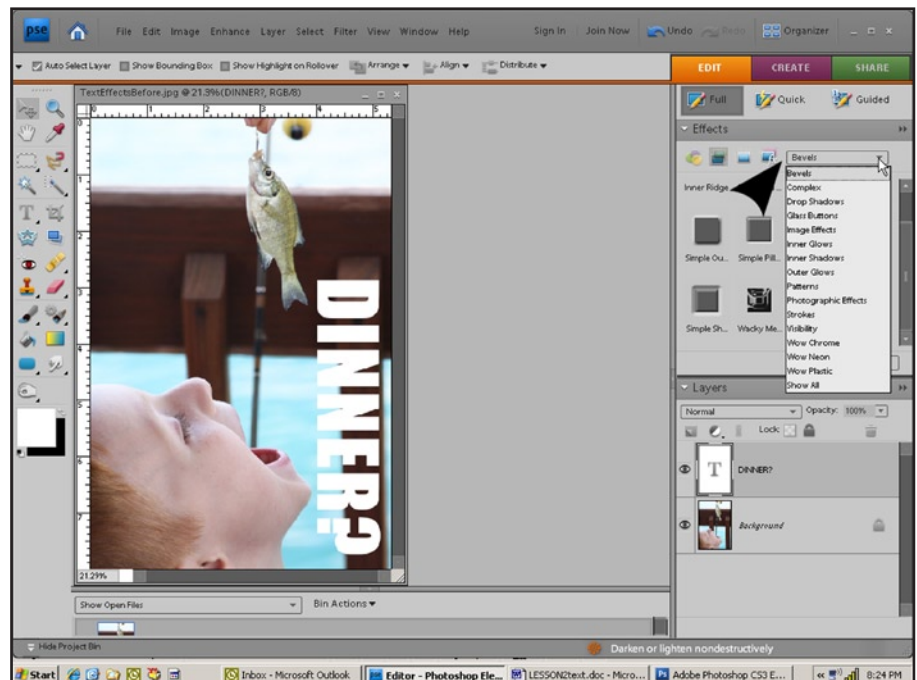 pse File Edit Image Enhance Layer Select Filter View Window Help Sign In Join Now Undo Redo Organizer
Auto Select Layer Show Bounding Box Show Highlight on Rollover Arrange Align Distribute
EDIT CREATE SHARE
TextEffectsBefore.jpg @ 21.3%(DINNER?, RGB/8)
Full Quick Guided
Effects
Bevels
Inner Ridge
Bevels
Complex
Drop Shadows
Glass Buttons
Image Effects
Inner Glows
Simple Ou... Simple Pill...
Inner Shadows
Outer Glows
Patterns
Photographic Effects
Strokes
Simple Sh... Wacky Me...
Visibility
Wow Chrome
Wow Neon
Wow Plastic
Show All
DINNER?
Layers
Normal Opacity: 100%
Lock:
T DINNER?
Background
21.29%
Show Open Files Bin Actions
Hide Project Bin Darken or lighten nondestructively
Start Inbox - Microsoft Outlook Editor - Photoshop Ele... LESSON2text.doc - Micro... Adobe Photoshop CS3 E... 8:24 PM